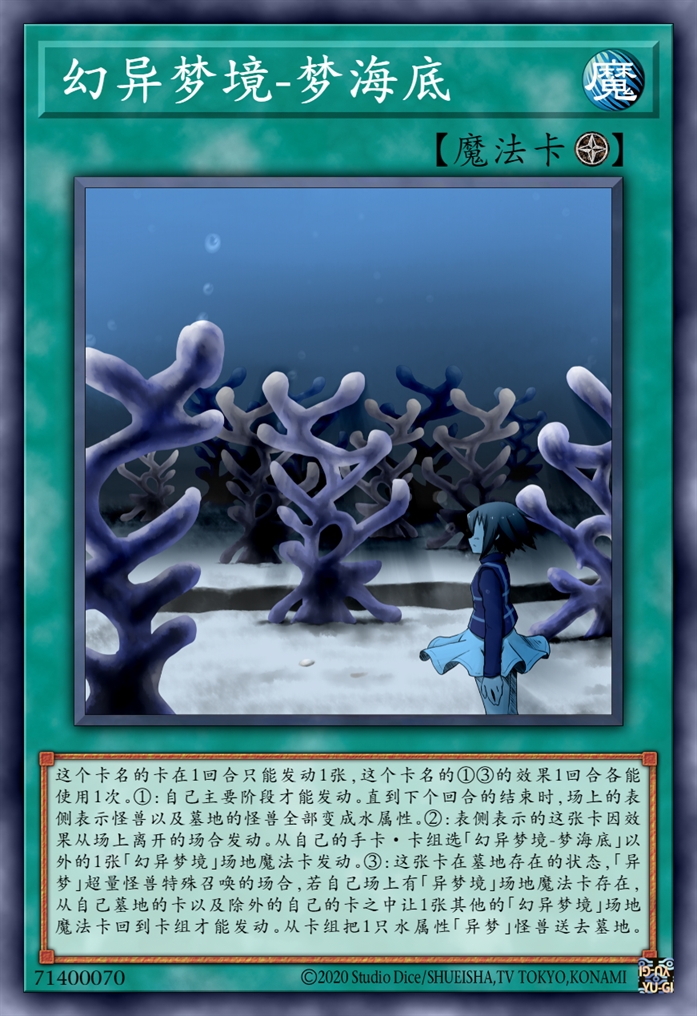 幻异梦境-梦海底
魔
【魔法卡】
这个卡名的卡在1回合只能发动1张，这个卡名的①③的效果1回合各能
使用1次。①：自己主要阶段才能发动。直到下个回合的结束时，场上的表
侧表示怪兽以及墓地的怪兽全部变成水属性。②：表侧表示的这张卡因效
果从场上离开的场合发动。从自己的手卡·卡组选「幻异梦境-梦海底」以
外的1张「幻异梦境」场地魔法卡发动。③：这张卡在墓地存在的状态，「异
梦」超量怪兽特殊召唤的场合，若自己场上有「异梦境」场地魔法卡存在，
从自己墓地的卡以及除外的自己的卡之中让1张其他的「幻异梦境」场地
魔法卡回到卡组才能发动。从卡组把1只水属性「异梦」怪兽送去墓地。
71400070
©2020 Studio Dice/SHUEISHA,TV TOKYO,KONAMI
YU-GI